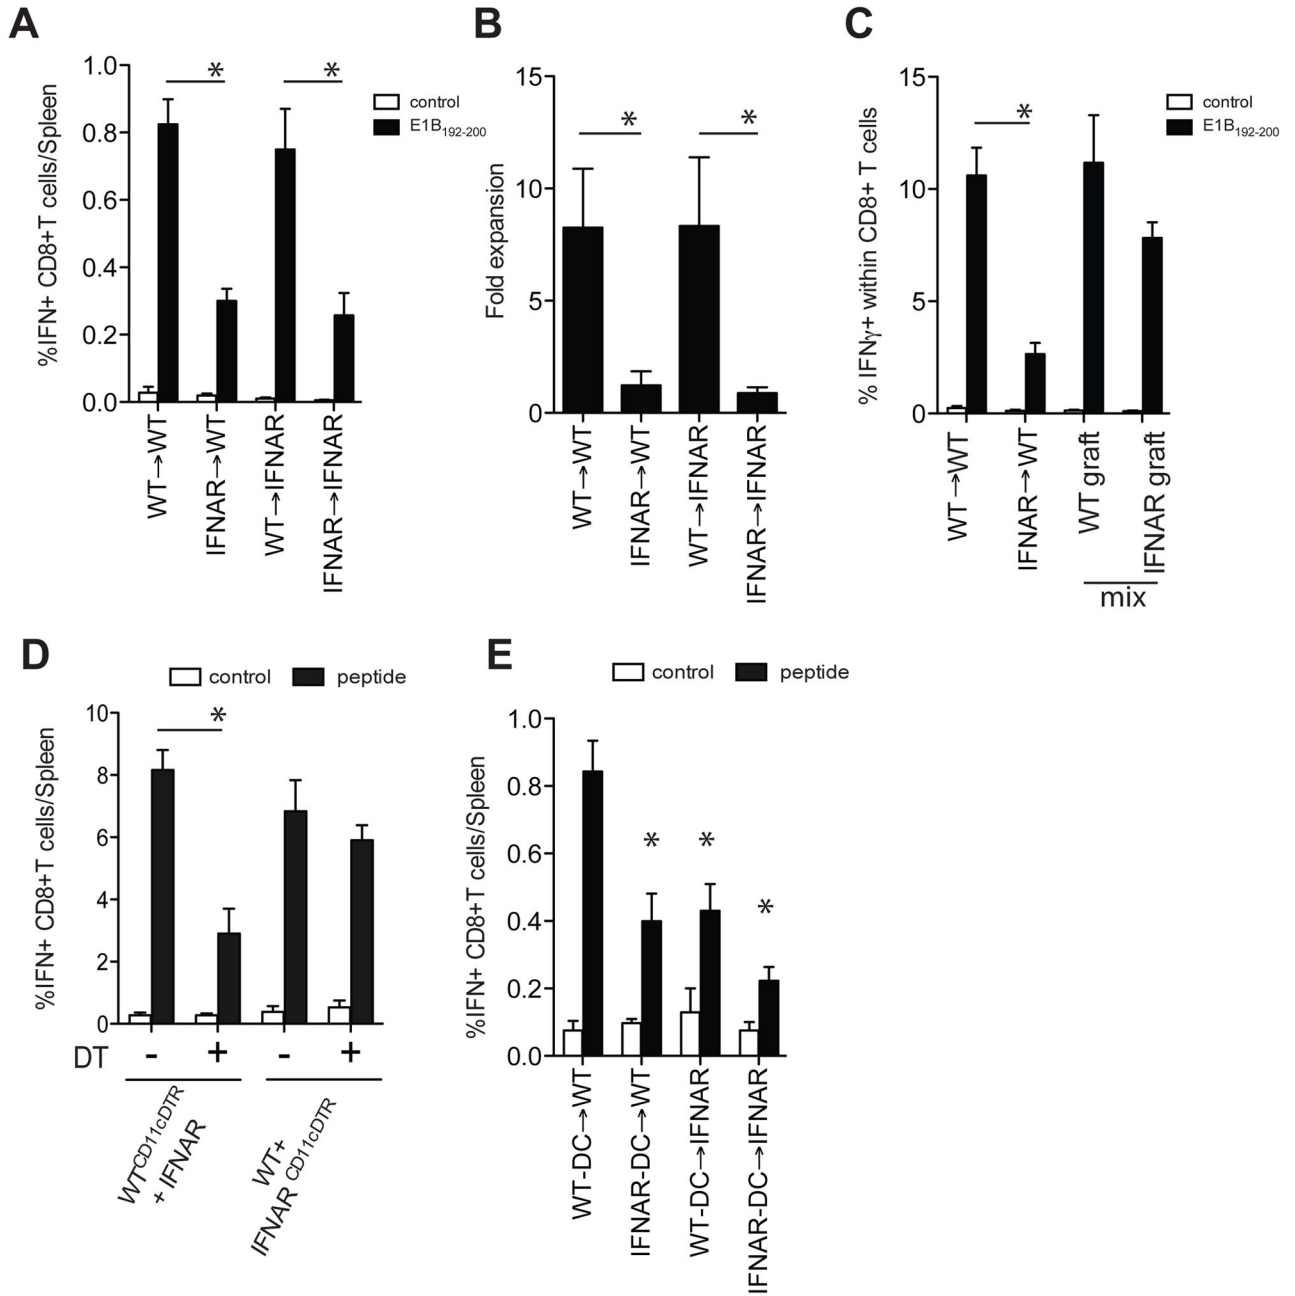 A
%IFN+ CD8+T cells/Spleen
1.0
0.8
0.6
0.4
0.2
0.0
*
*
control
E1B192-200
WT→WT
IFNAR→WT
WT→IFNAR
IFNAR→IFNAR
B
Fold expansion
15
10
5
0
*
*
WT→WT
IFNAR→WT
WT→IFNAR
IFNAR→IFNAR
C
% IFNγ+ within CD8+ T cells
15
10
5
0
*
control
E1B192-200
WT→WT
IFNAR→WT
WT graft
IFNAR graft
mix
D
control
peptide
%IFN+ CD8+T cells/Spleen
10
8
6
4
2
0
*
DT - + - +
WTCD11cDTR
+ IFNAR
WT+
IFNAR CD11cDTR
E
control
peptide
%IFN+ CD8+T cells/Spleen
1.0
0.8
0.6
0.4
0.2
0.0
*
*
*
WT-DC→WT
IFNAR-DC→WT
WT-DC→IFNAR
IFNAR-DC→IFNAR